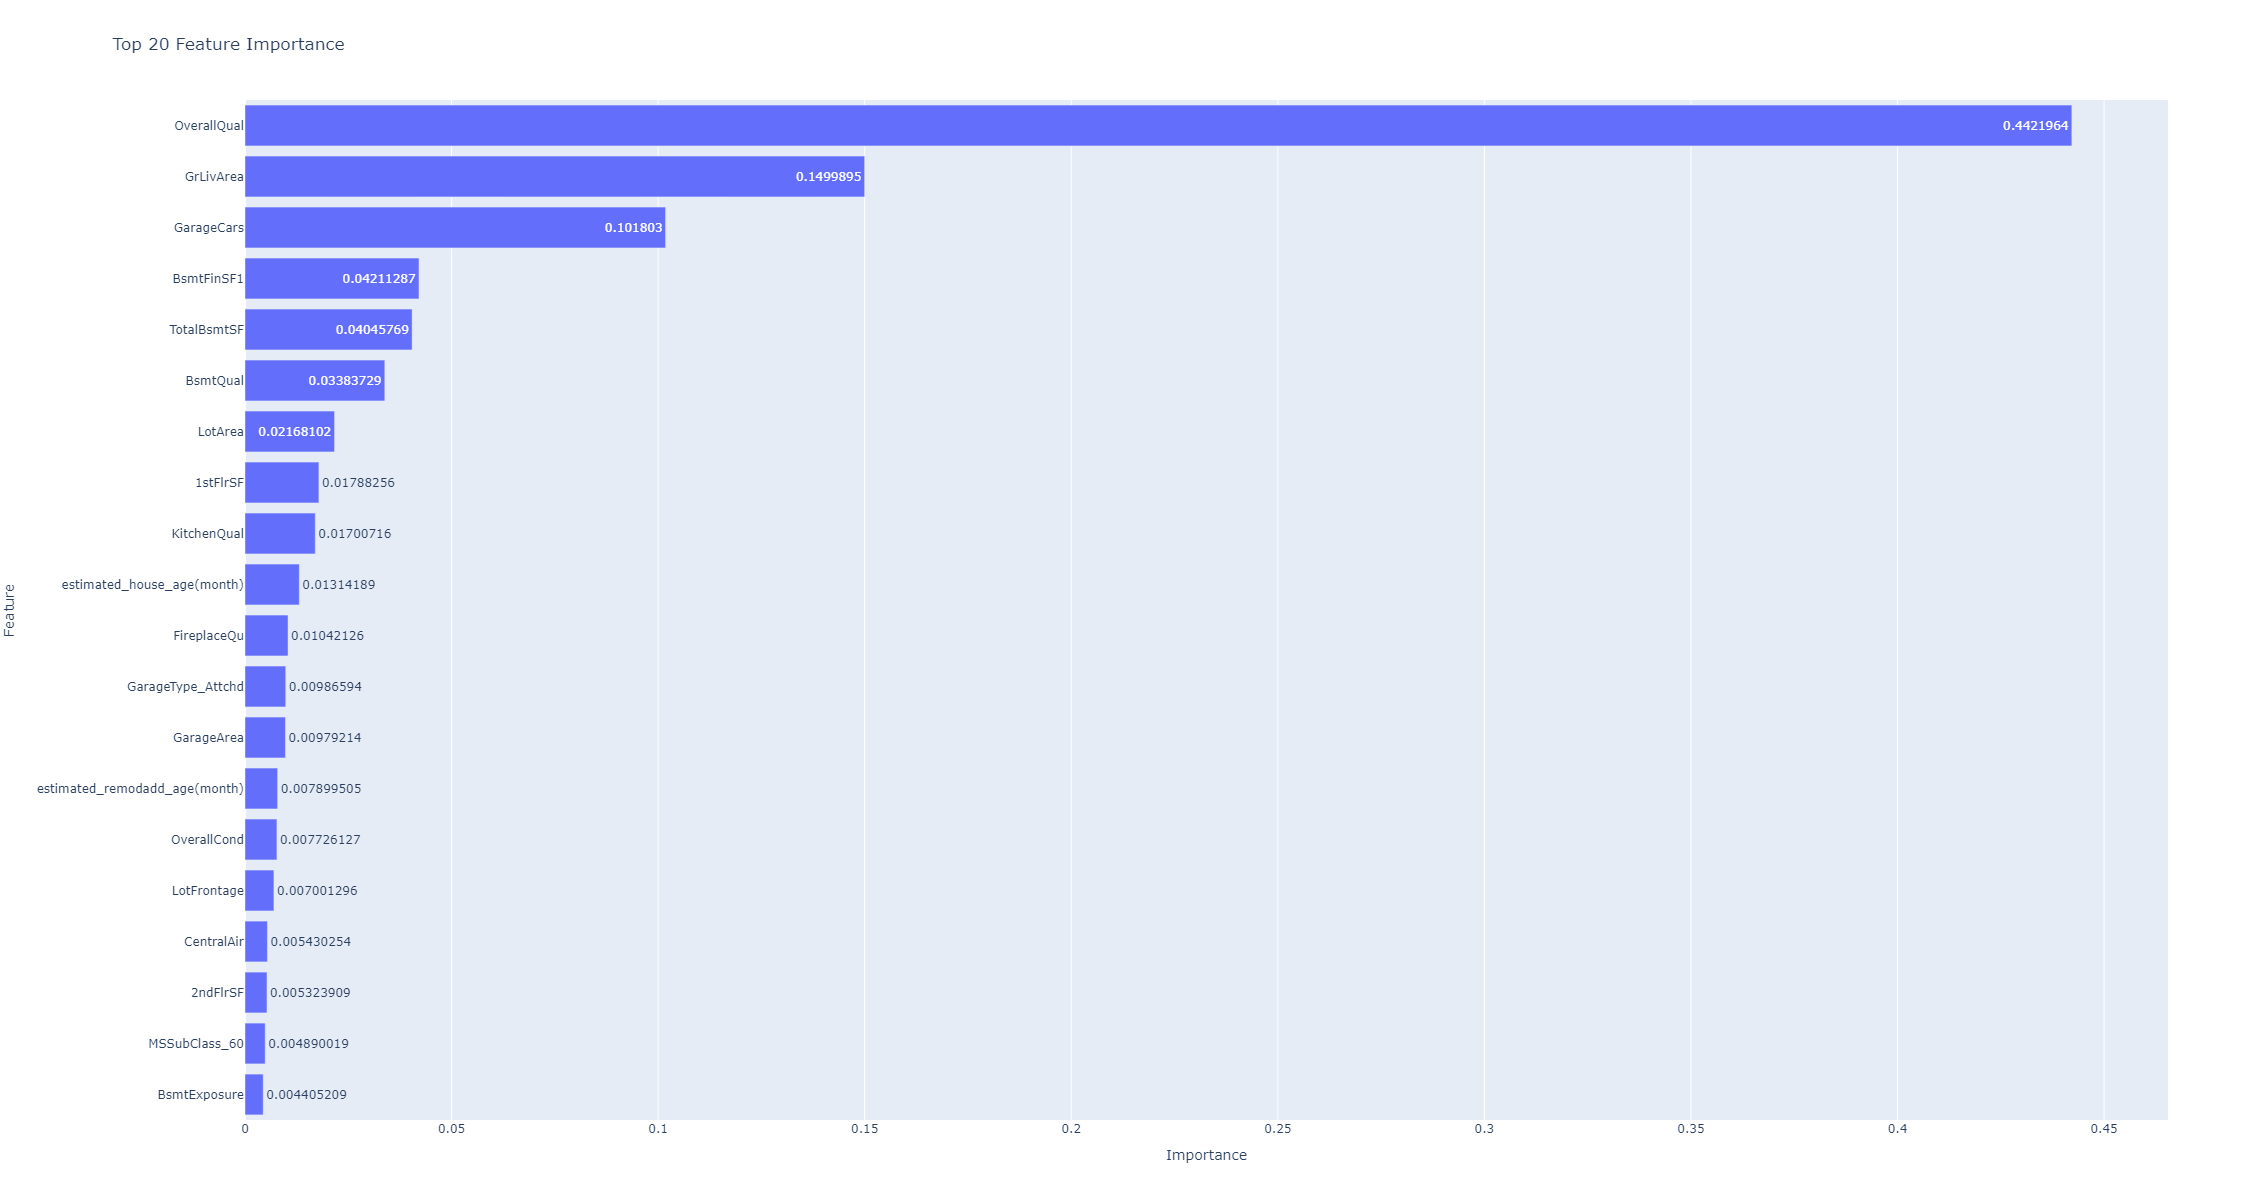 Top 20 Feature Importance
OverallQual 0.4421964
GrLivArea 0.1499895
GarageCars 0.101803
BsmtFinSF1 0.04211287
TotalBsmtSF 0.04045769
BsmtQual 0.03383729
LotArea 0.02168102
1stFlrSF 0.01788256
KitchenQual 0.01700716
estimated_house_age(month) 0.01314189
FireplaceQu 0.01042126
GarageType_Attchd 0.00986594
GarageArea 0.00979214
estimated_remodadd_age(month) 0.007899505
OverallCond 0.007726127
LotFrontage 0.007001296
CentralAir 0.005430254
2ndFlrSF 0.005323909
MSSubClass_60 0.004890019
BsmtExposure 0.004405209
0 0.05 0.1 0.15 0.2 0.25 0.3 0.35 0.4 0.45
Importance
Feature